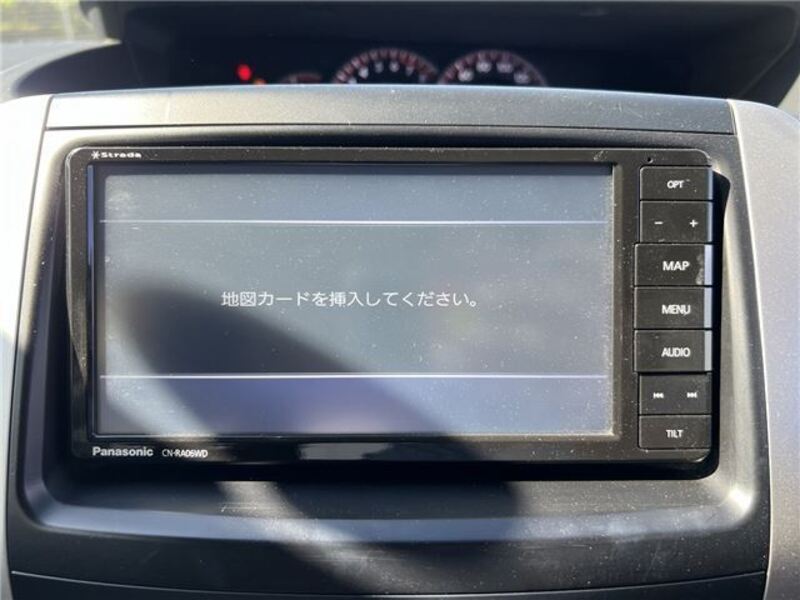 Strada
OPT
− +
MAP
地図カードを挿入してください。
MENU
AUDIO
TILT
Panasonic CN-RA06WD